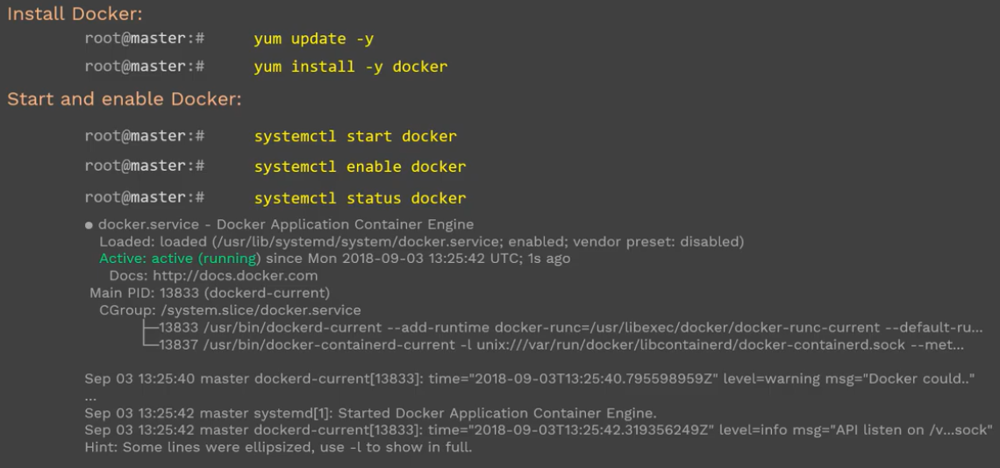 Install Docker:
root@master:# yum update -y
root@master:# yum install -y docker
Start and enable Docker:
root@master:# systemctl start docker
root@master:# systemctl enable docker
root@master:# systemctl status docker
● docker.service - Docker Application Container Engine
Loaded: loaded (/usr/lib/systemd/system/docker.service; enabled; vendor preset: disabled)
Active: active (running) since Mon 2018-09-03 13:25:42 UTC; 1s ago
Docs: http://docs.docker.com
Main PID: 13833 (dockerd-current)
CGroup: /system.slice/docker.service
├─13833 /usr/bin/dockerd-current --add-runtime docker-runc=/usr/libexec/docker/docker-runc-current --default-ru...
└─13837 /usr/bin/docker-containerd-current -l unix:///var/run/docker/libcontainerd/docker-containerd.sock --met...
Sep 03 13:25:40 master dockerd-current[13833]: time="2018-09-03T13:25:40.795598959Z" level=warning msg="Docker could.."
...
Sep 03 13:25:42 master systemd[1]: Started Docker Application Container Engine.
Sep 03 13:25:42 master dockerd-current[13833]: time="2018-09-03T13:25:42.319356249Z" level=info msg="API listen on /v...sock"
Hint: Some lines were ellipsized, use -l to show in full.